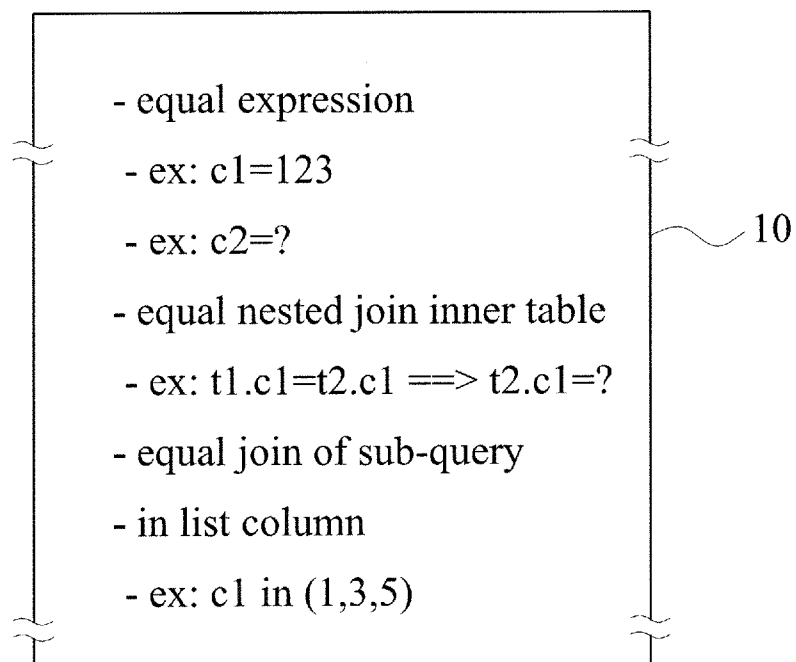 - equal expression
- ex: c1=123
- ex: c2=?
10
- equal nested join inner table
- ex: t1.c1=t2.c1 ==> t2.c1=?
- equal join of sub-query
- in list column
- ex: c1 in (1,3,5)